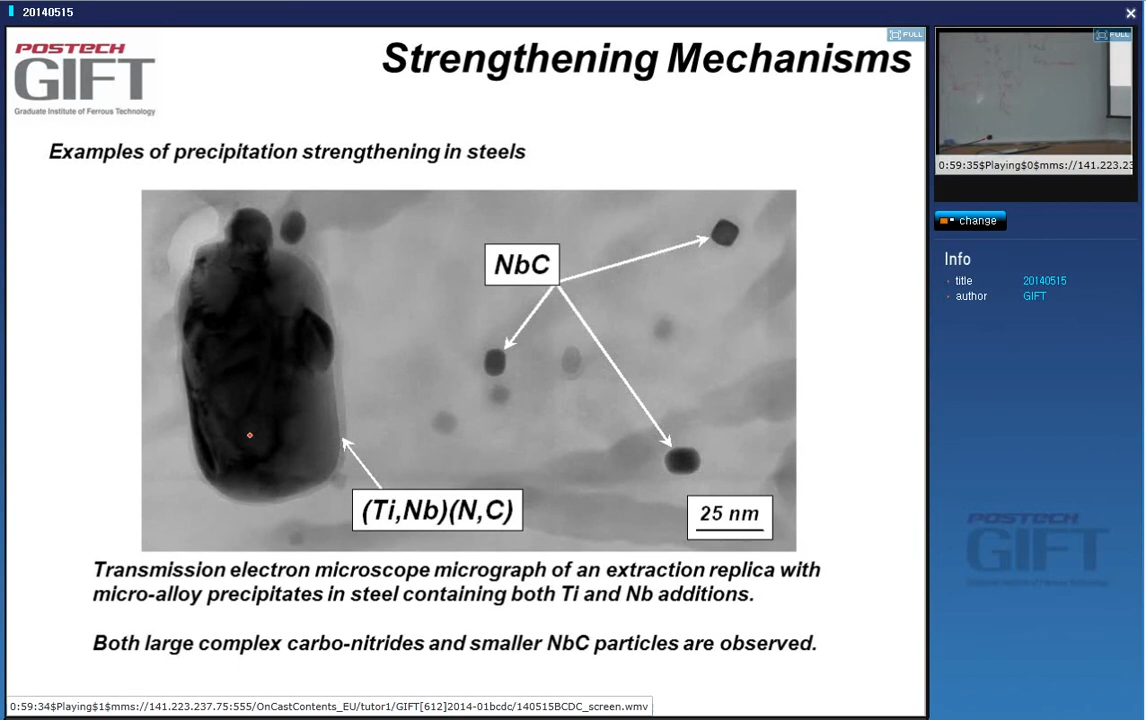 20140515
POSTECH
GIFT
Graduate Institute of Ferrous Technology
Strengthening Mechanisms
FULL
FULL
Examples of precipitation strengthening in steels
NbC
(Ti,Nb)(N,C)
25 nm
Transmission electron microscope micrograph of an extraction replica with
micro-alloy precipitates in steel containing both Ti and Nb additions.
Both large complex carbo-nitrides and smaller NbC particles are observed.
0:59:34$Playing$1$mms://141.223.237.75:555/OnCastContents_EU/tutor1/GIFT[612]2014-01bcdc/140515BCDC_screen.wmv
0:59:35$Playing$0$mms://141.223.23
change
Info
title 20140515
author GIFT
POSTECH
GIFT